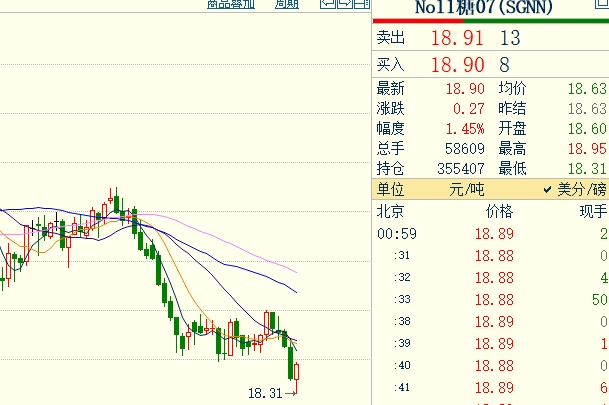 商品叠加 周期
No11糖07(SGNN)
卖出 18.91 13
买入 18.90 8
最新 18.90 均价 18.63
涨跌 0.27 昨结 18.63
幅度 1.45% 开盘 18.60
总手 58609 最高 18.95
持仓 355407 最低 18.31
单位 元/吨 ✓美分/磅
北京 价格 现手
00:59 18.89 2
:31 18.88 0
:32 18.88 4
:33 18.88 50
:38 18.89 0
:39 18.89 1
:40 18.88 0
:41 18.89 6
18.31→